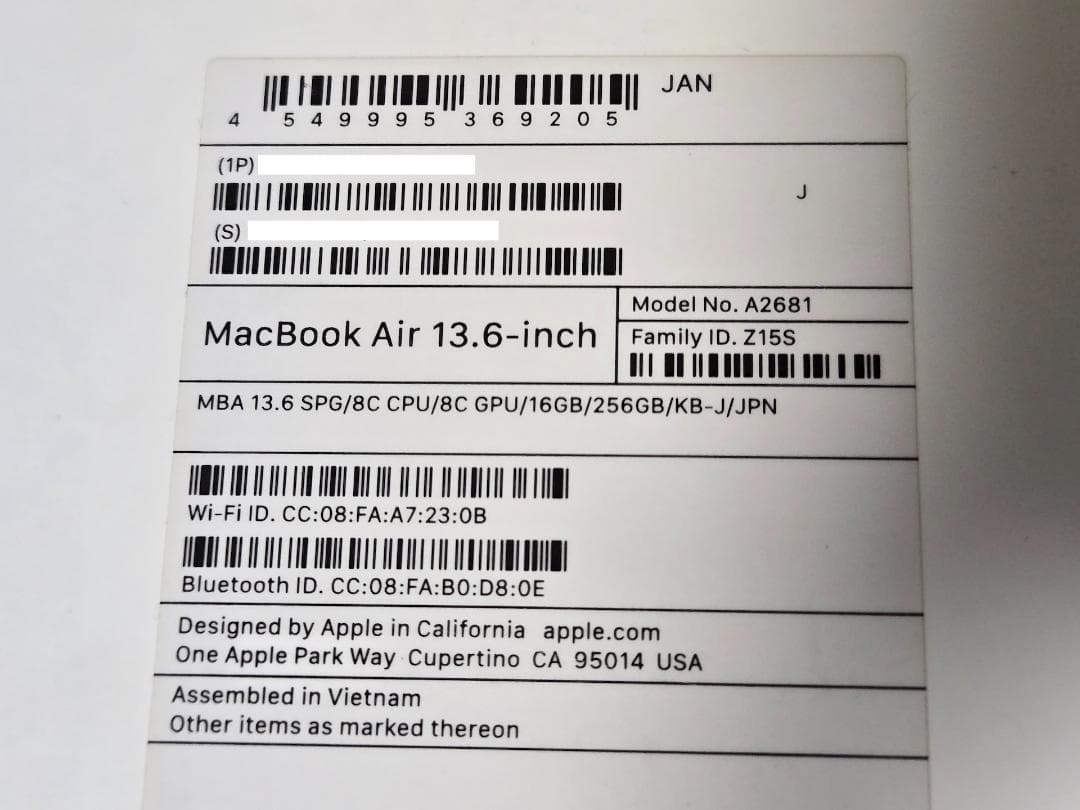 JAN
4 549995 369205
(1P)
J
(S)
MacBook Air 13.6-inch
Model No. A2681
Family ID. Z15S
MBA 13.6 SPG/8C CPU/8C GPU/16GB/256GB/KB-J/JPN
Wi-Fi ID. CC:08:FA:A7:23:0B
Bluetooth ID. CC:08:FA:B0:D8:0E
Designed by Apple in California apple.com
One Apple Park Way Cupertino CA 95014 USA
Assembled in Vietnam
Other items as marked thereon